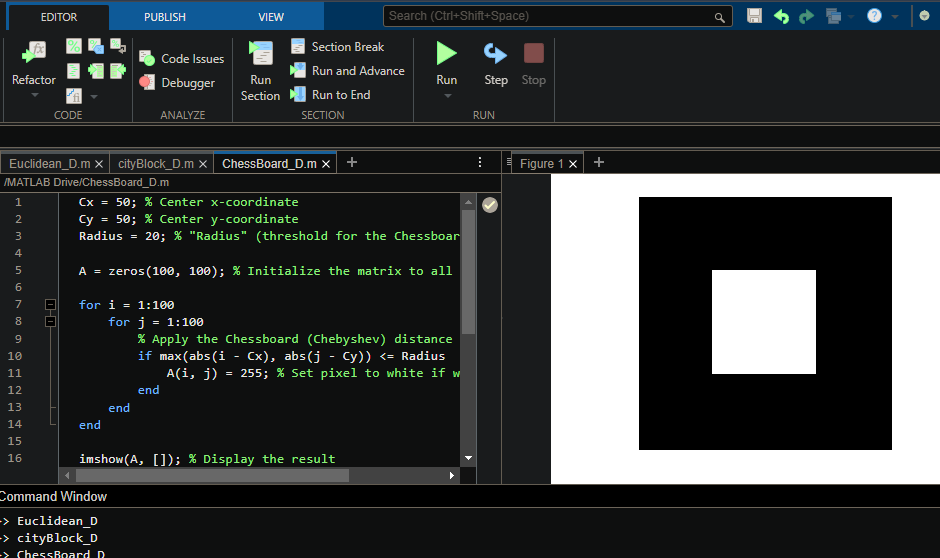 EDITOR PUBLISH VIEW Search (Ctrl+Shift+Space)
fx % Section Break
Code Issues
Run and Advance
Refactor Debugger Run Section Run to End Run Step Stop
fi
CODE ANALYZE SECTION RUN
Euclidean_D.m cityBlock_D.m ChessBoard_D.m Figure 1
/MATLAB Drive/ChessBoard_D.m
1 Cx = 50; % Center x-coordinate
2 Cy = 50; % Center y-coordinate
3 Radius = 20; % "Radius" (threshold for the Chessboar
4
5 A = zeros(100, 100); % Initialize the matrix to all
6
7 for i = 1:100
8 for j = 1:100
9 % Apply the Chessboard (Chebyshev) distance
10 if max(abs(i - Cx), abs(j - Cy)) <= Radius
11 A(i, j) = 255; % Set pixel to white if w
12 end
13 end
14 end
15
16 imshow(A, []); % Display the result
Command Window
> Euclidean_D
> cityBlock_D
> ChessBoard_D